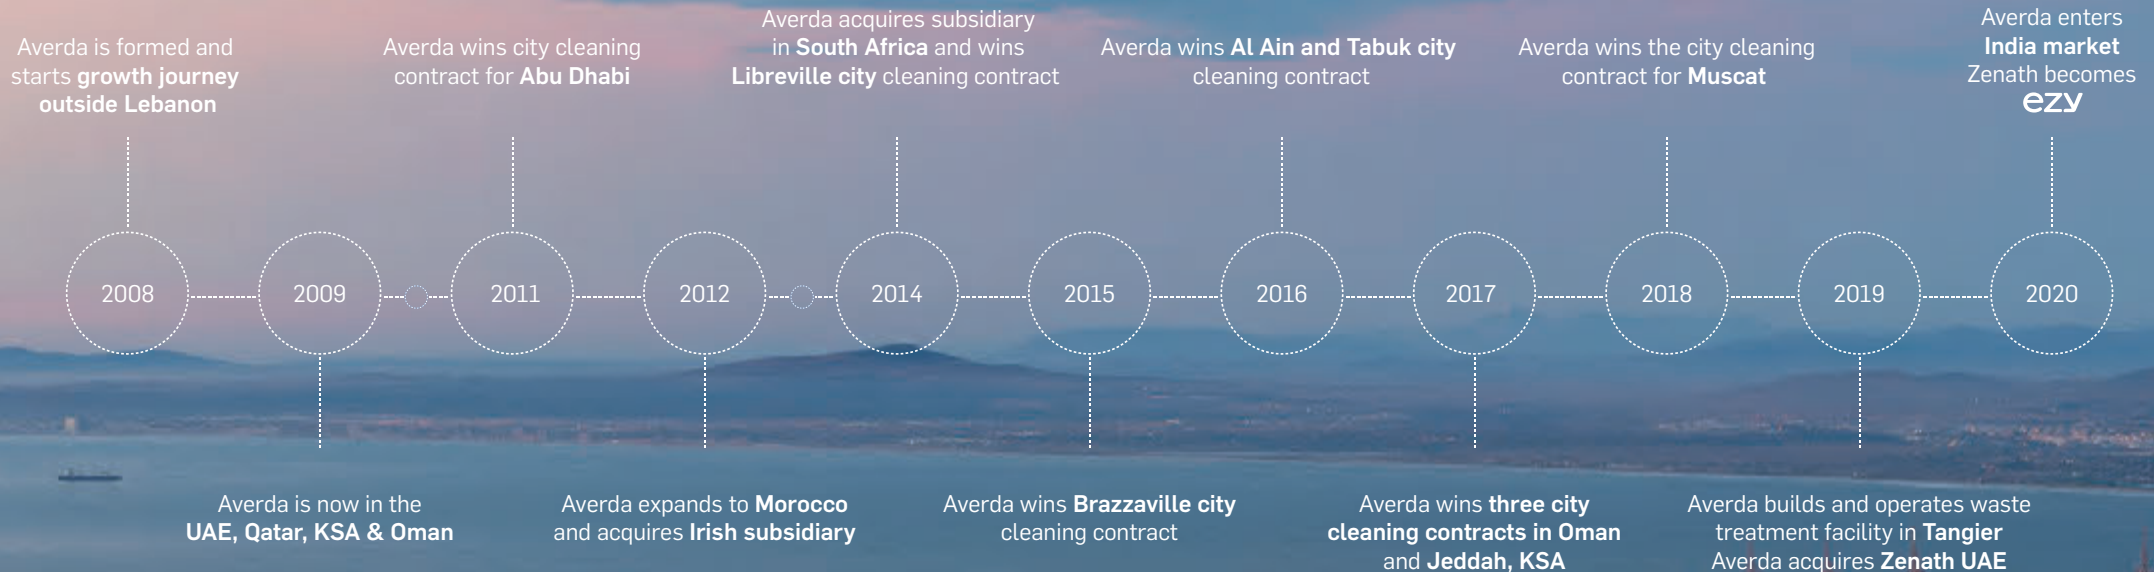 Averda is formed and
starts growth journey
outside Lebanon
Averda wins city cleaning
contract for Abu Dhabi
Averda acquires subsidiary
in South Africa and wins
Libreville city cleaning contract
Averda wins Al Ain and Tabuk city
cleaning contract
Averda wins the city cleaning
contract for Muscat
Averda enters
India market
Zenath becomes
ezy
2008
2009
2011
2012
2014
2015
2016
2017
2018
2019
2020
Averda is now in the
UAE, Qatar, KSA & Oman
Averda expands to Morocco
and acquires Irish subsidiary
Averda wins Brazzaville city
cleaning contract
Averda wins three city
cleaning contracts in Oman
and Jeddah, KSA
Averda builds and operates waste
treatment facility in Tangier
Averda acquires Zenath UAE